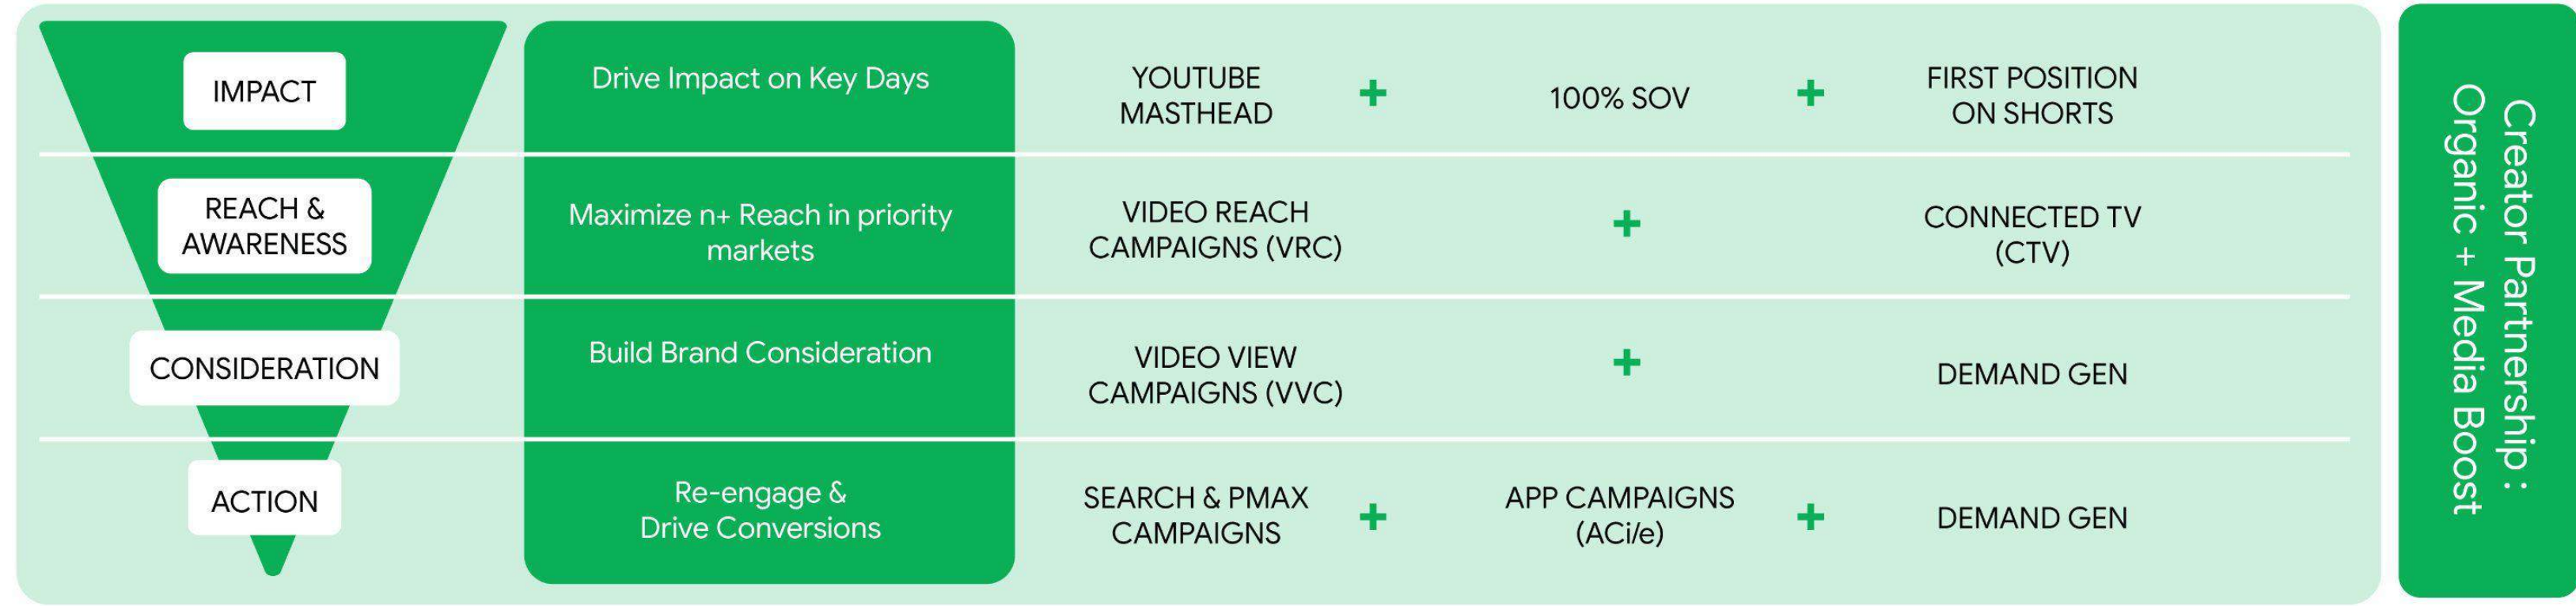 IMPACT
Drive Impact on Key Days
YOUTUBE
MASTHEAD
+
100% SOV
+
FIRST POSITION
ON SHORTS
REACH &
AWARENESS
Maximize n+ Reach in priority
markets
VIDEO REACH
CAMPAIGNS (VRC)
+
CONNECTED TV
(CTV)
CONSIDERATION
Build Brand Consideration
VIDEO VIEW
CAMPAIGNS (VVC)
+
DEMAND GEN
ACTION
Re-engage &
Drive Conversions
SEARCH & PMAX
CAMPAIGNS
+
APP CAMPAIGNS
(ACi/e)
+
DEMAND GEN
Creator Partnership :
Organic + Media Boost